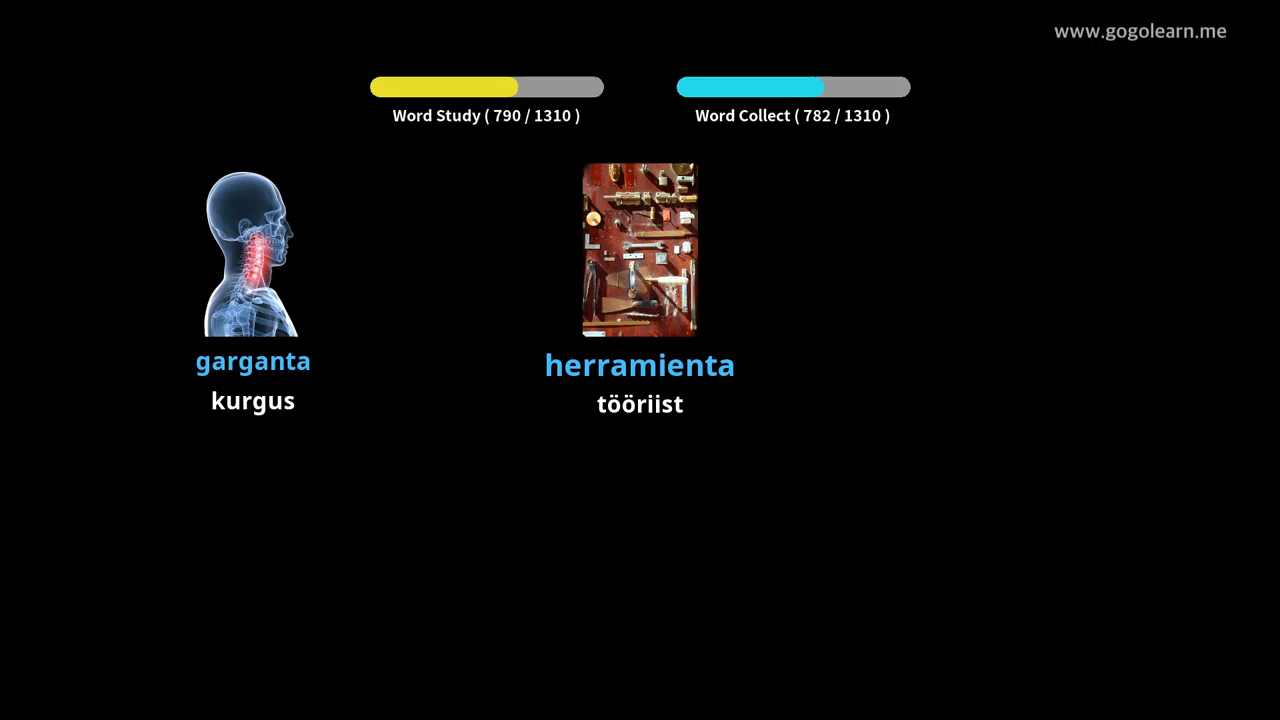 www.gogolearn.me
Word Study ( 790 / 1310 )
Word Collect ( 782 / 1310 )
garganta
kurgus
herramienta
tööriist